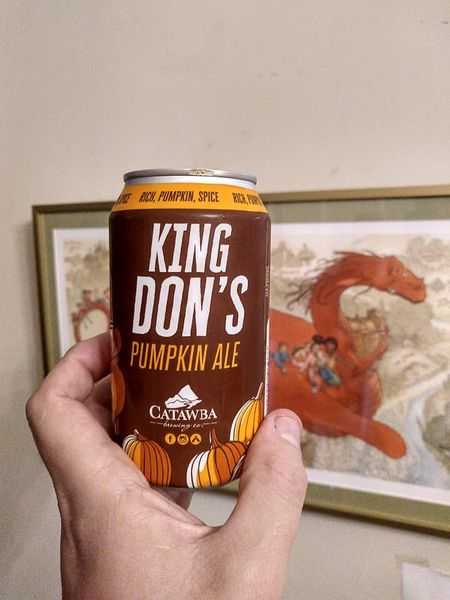 RICH, PUMPKIN, SPICE
KING
DON'S
PUMPKIN ALE
CATAWBA
brewing co.